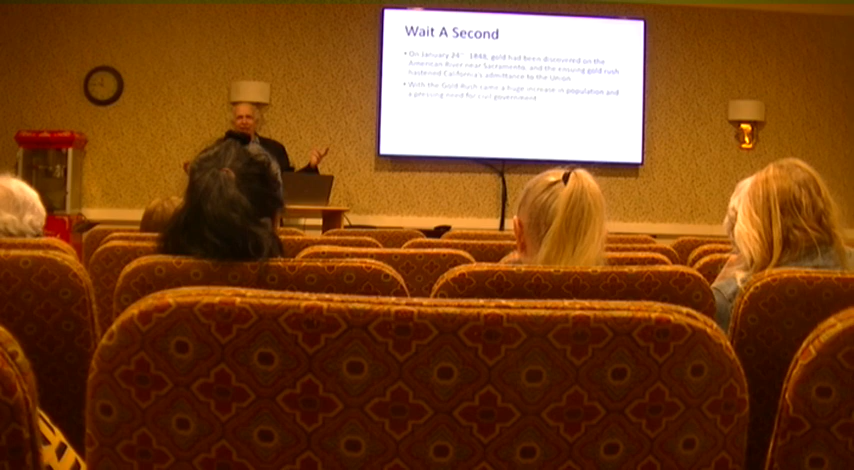 Wait A Second
• On January 24th, 1848, gold had been discovered on the
American River near Sacramento, and the ensuing gold rush
hastened California's admittance to the Union.
• With the Gold Rush came a huge increase in population and
a pressing need for civil government.